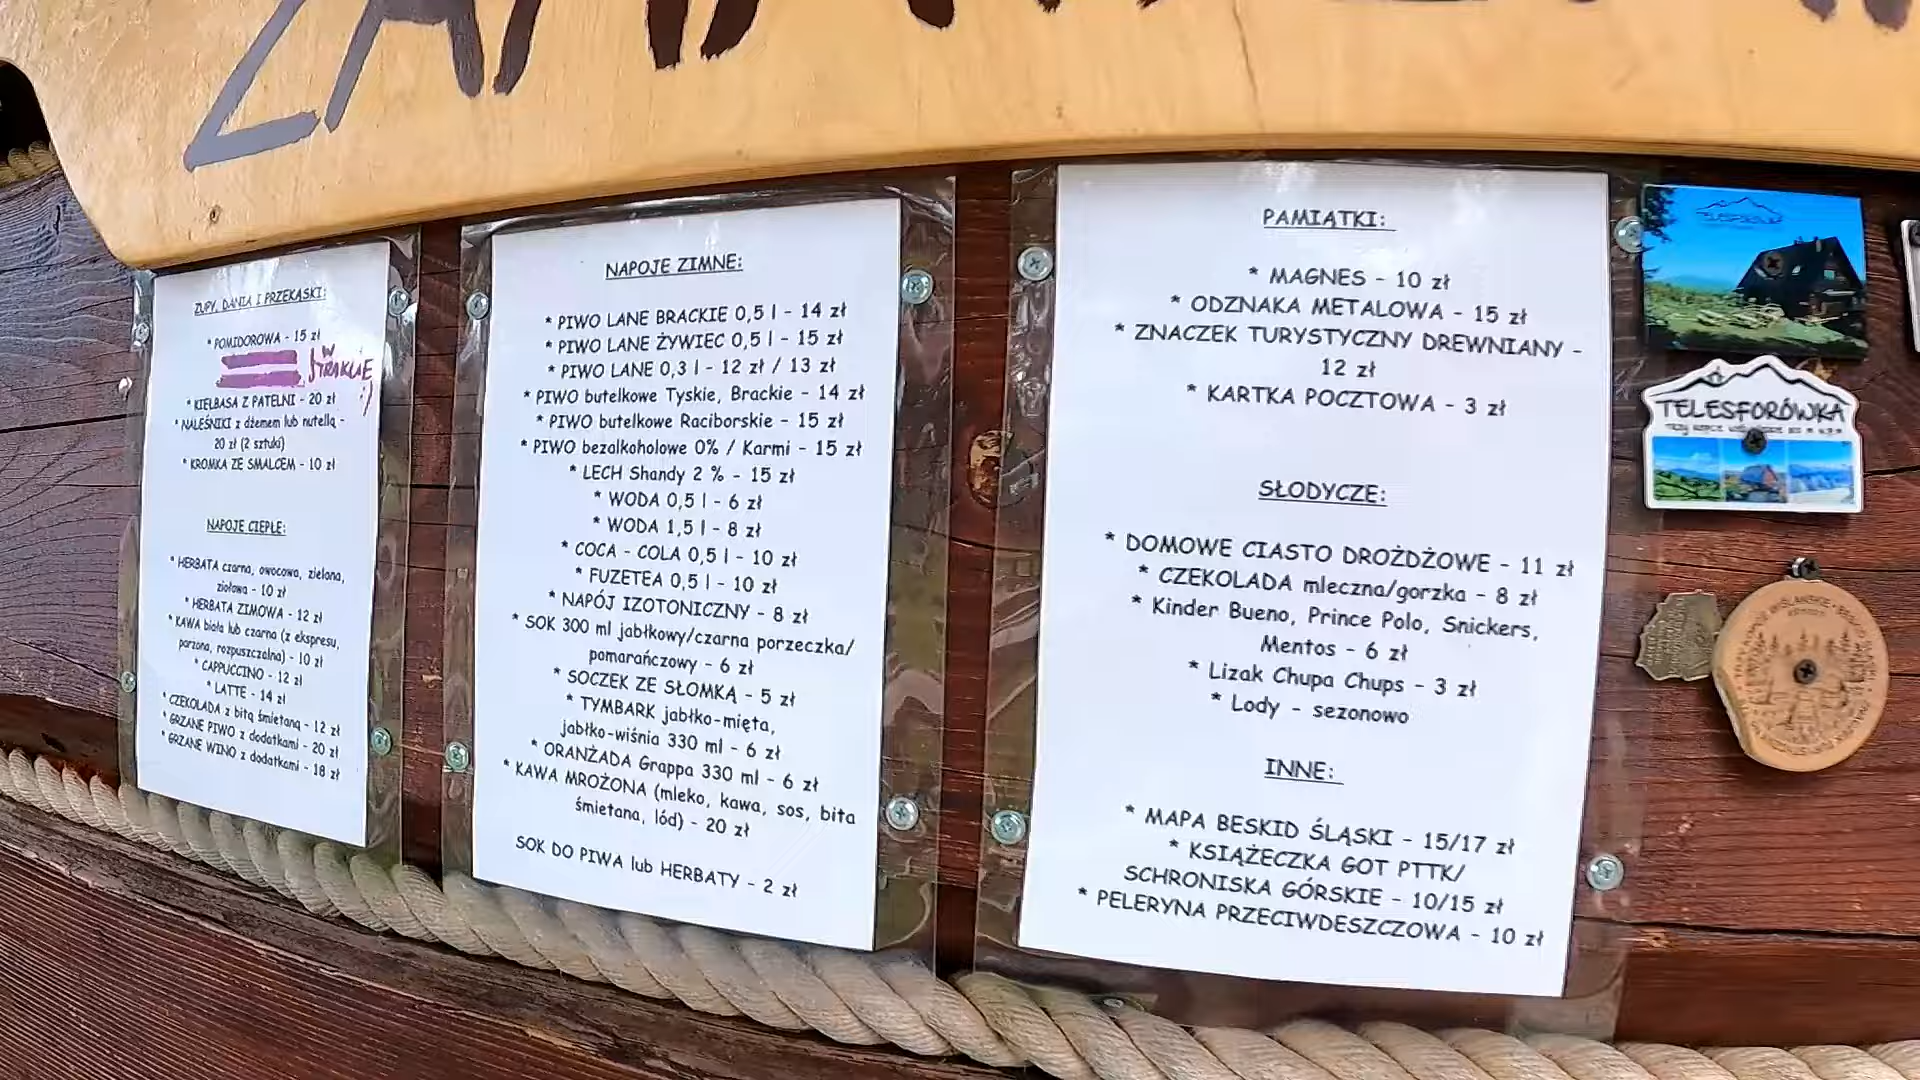 ZUPY, DANIA I PRZEKĄSKI:
* POMIDOROWA - 15 zł
W
STRAKCIE
:)
* KIEŁBASA Z PATELNI - 20 zł
* NALEŚNIKI z dżemem lub nutellą -
20 zł (2 sztuki)
* KROMKA ZE SMALCEM - 10 zł
NAPOJE CIEPŁE:
* HERBATA czarna, owocowa, zielona,
ziołowa - 10 zł
* HERBATA ZIMOWA - 12 zł
* KAWA biała lub czarna (z ekspresu,
parzona, rozpuszczalna) - 10 zł
* CAPPUCCINO - 12 zł
* LATTE - 14 zł
* CZEKOLADA z bitą śmietaną - 12 zł
* GRZANE PIWO z dodatkami - 20 zł
* GRZANE WINO z dodatkami - 18 zł
NAPOJE ZIMNE:
* PIWO LANE BRACKIE 0,5 l - 14 zł
* PIWO LANE ŻYWIEC 0,5 l - 15 zł
* PIWO LANE 0,3 l - 12 zł / 13 zł
* PIWO butelkowe Tyskie, Brackie - 14 zł
* PIWO butelkowe Raciborskie - 15 zł
* PIWO bezalkoholowe 0% / Karmi - 15 zł
* LECH Shandy 2 % - 15 zł
* WODA 0,5 l - 6 zł
* WODA 1,5 l - 8 zł
* COCA - COLA 0,5 l - 10 zł
* FUZETEA 0,5 l - 10 zł
* NAPÓJ IZOTONICZNY - 8 zł
* SOK 300 ml jabłkowy/czarna porzeczka/
pomarańczowy - 6 zł
* SOCZEK ZE SŁOMKĄ - 5 zł
* TYMBARK jabłko-mięta,
jabłko-wiśnia 330 ml - 6 zł
* ORANŻADA Grappa 330 ml - 6 zł
* KAWA MROŻONA (mleko, kawa, sos, bita
śmietana, lód) - 20 zł
SOK DO PIWA lub HERBATY - 2 zł
PAMIĄTKI:
* MAGNES - 10 zł
* ODZNAKA METALOWA - 15 zł
* ZNACZEK TURYSTYCZNY DREWNIANY -
12 zł
* KARTKA POCZTOWA - 3 zł
SŁODYCZE:
* DOMOWE CIASTO DROŻDŻOWE - 11 zł
* CZEKOLADA mleczna/gorzka - 8 zł
* Kinder Bueno, Prince Polo, Snickers,
Mentos - 6 zł
* Lizak Chupa Chups - 3 zł
* Lody - sezonowo
INNE:
* MAPA BESKID ŚLĄSKI - 15/17 zł
* KSIĄŻECZKA GOT PTTK/
SCHRONISKA GÓRSKIE - 10/15 zł
* PELERYNA PRZECIWDESZCZOWA - 10 zł
TELESFORÓWKA